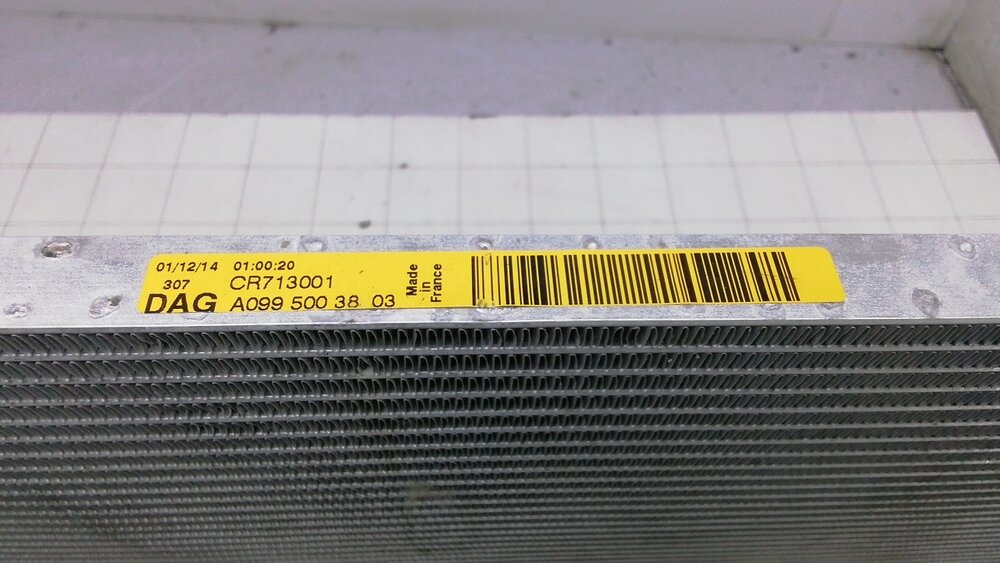 01/12/14 01:00:20
307 CR713001
DAG A099 500 38 03
Made
in
France